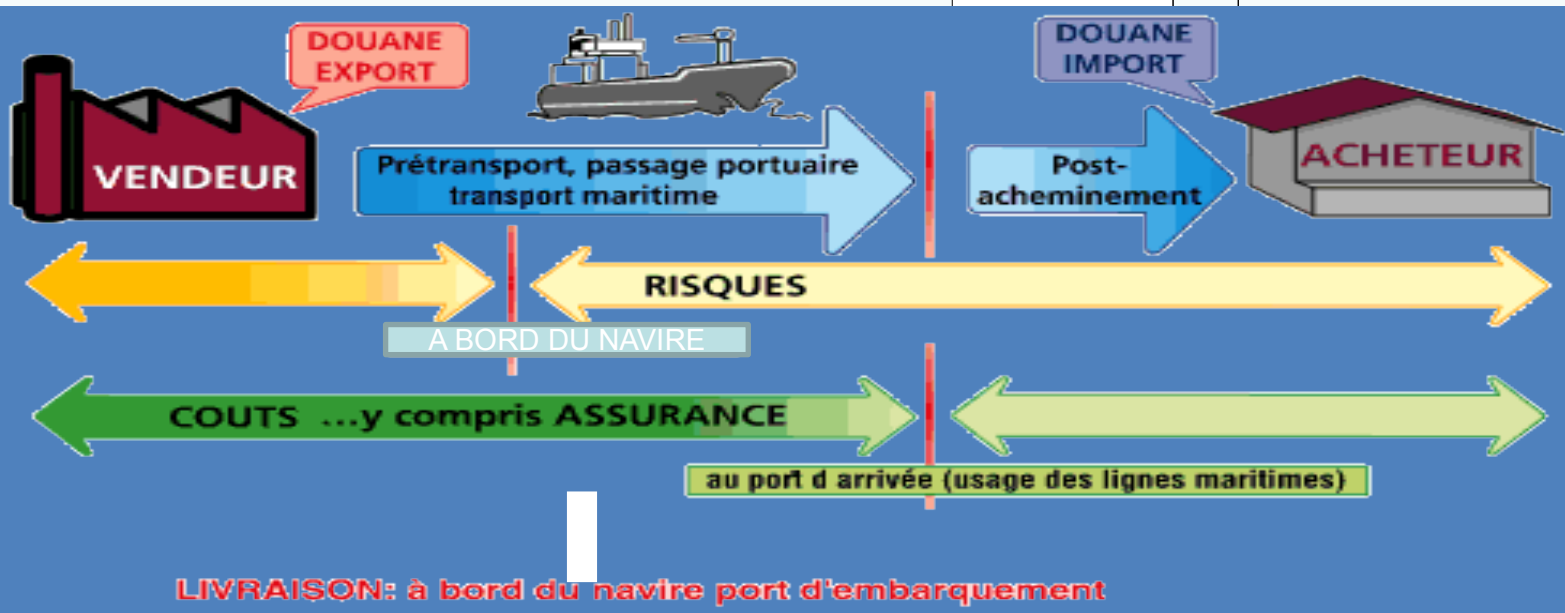 DOUANE
EXPORT
DOUANE
IMPORT
VENDEUR
Prétransport, passage portuaire
transport maritime
Post-
acheminement
ACHETEUR
RISQUES
A BORD DU NAVIRE
COUTS ...y compris ASSURANCE
au port d arrivée (usage des lignes maritimes)
LIVRAISON: à bord du navire port d'embarquement